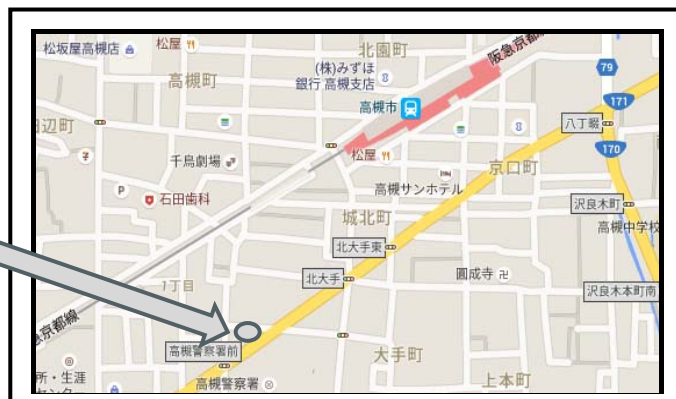 松坂屋高槻店
松屋
北園町
阪急京都
(株)みずほ
銀行 高槻支店
高槻町
79
高槻市
171
八丁畷
辺町
170
千鳥劇場
松屋
京口町
P
石田歯科
高槻サンホテル
沢良木町
城北町
高槻中学校
北大手東
圓成寺
北大手
1丁目
沢良木本町南
急京都線
高槻警察署前
大手町
所・生涯
高槻警察署
上本町